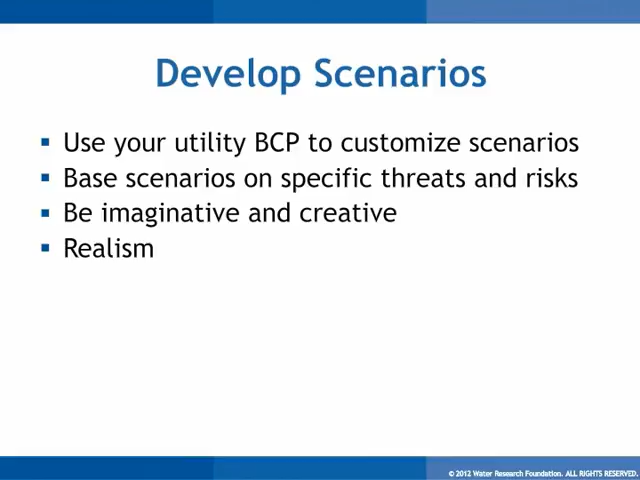 Develop Scenarios
Use your utility BCP to customize scenarios
Base scenarios on specific threats and risks
Be imaginative and creative
Realism
© 2012 Water Research Foundation. ALL RIGHTS RESERVED.